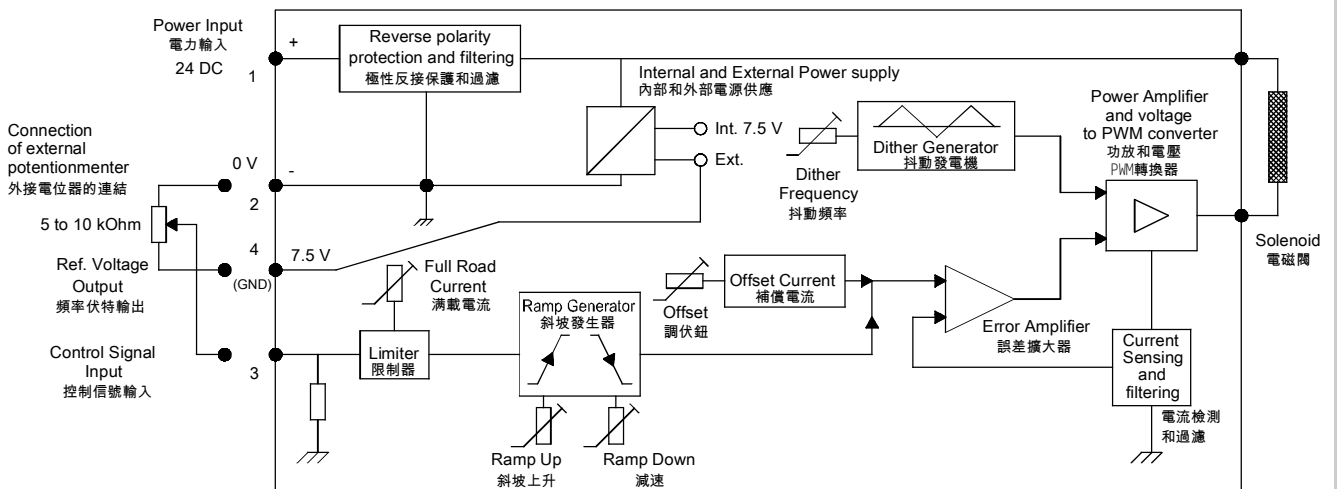 Power Input
電力輸入
24 DC
1
+
Reverse polarity
protection and filtering
極性反接保護和過濾
Internal and External Power supply
內部和外部電源供應
Int. 7.5 V
Ext.
Dither Generator
抖動發電機
Dither
Frequency
抖動頻率
Power Amplifier
and voltage
to PWM converter
功放和電壓
PWM轉換器
Connection
of external
potentionmenter
外接電位器的連結
0 V
-
2
5 to 10 kOhm
4
(GND)
7.5 V
Ref. Voltage
Output
頻率伏特輸出
Full Road
Current
滿載電流
Offset Current
補償電流
Offset
調伏鈕
Solenoid
電磁閥
Ramp Generator
斜坡發生器
Error Amplifier
誤差擴大器
Control Signal
Input
控制信號輸入
3
Limiter
限制器
Current
Sensing
and
filtering
電流檢測
和過濾
Ramp Up
斜坡上升
Ramp Down
減速